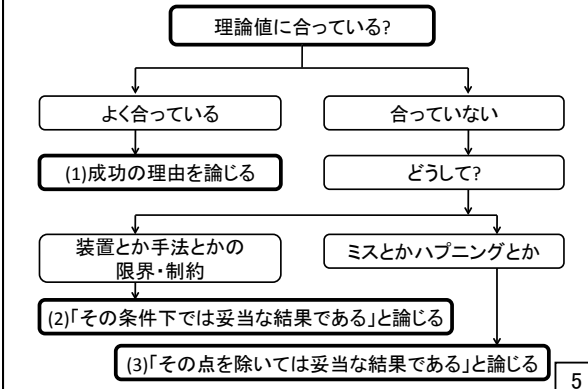 理論値に合っている?
よく合っている
合っていない
(1)成功の理由を論じる
どうして?
装置とか手法とかの
限界・制約
ミスとかハプニングとか
(2)「その条件下では妥当な結果である」と論じる
(3)「その点を除いては妥当な結果である」と論じる
5